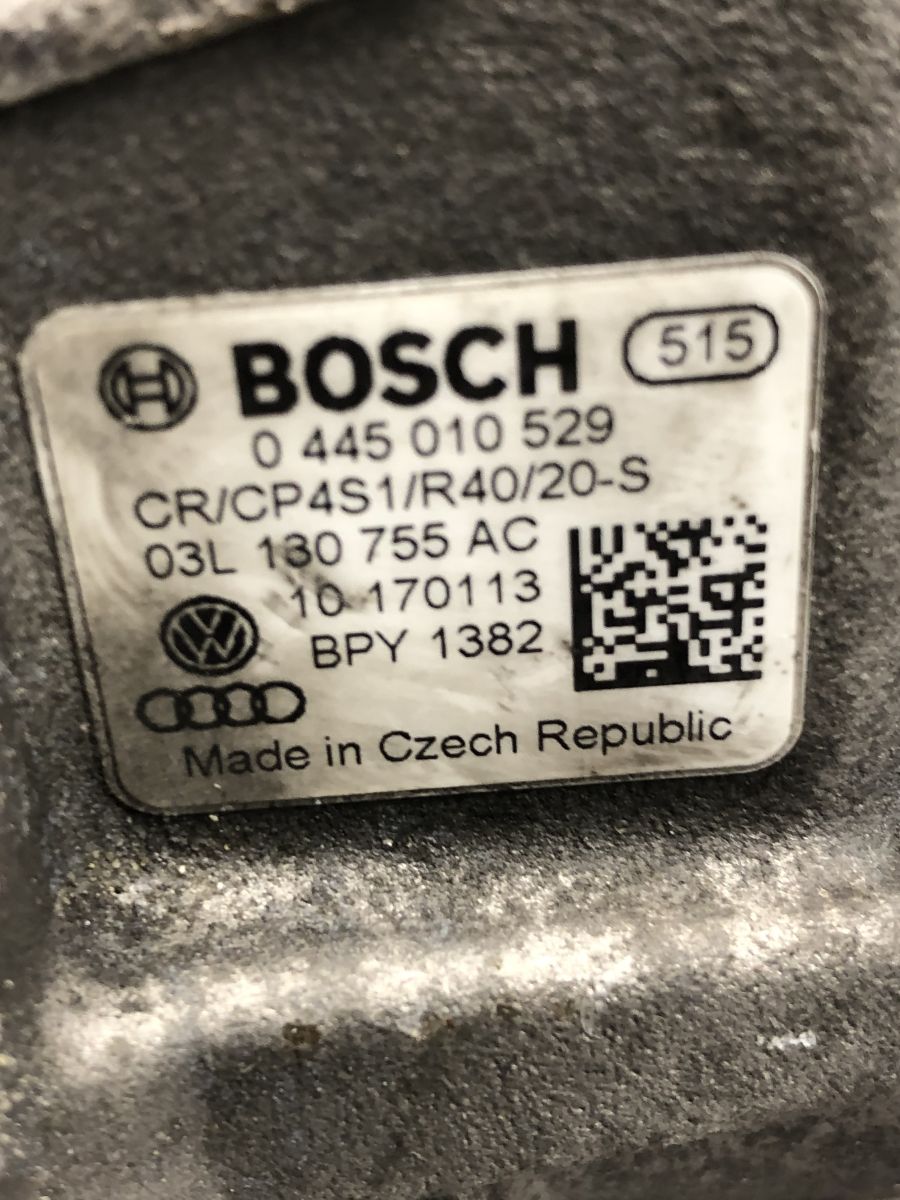 BOSCH 515
0 445 010 529
CR/CP4S1/R40/20-S
03L 130 755 AC
10 170113
BPY 1382
Made in Czech Republic